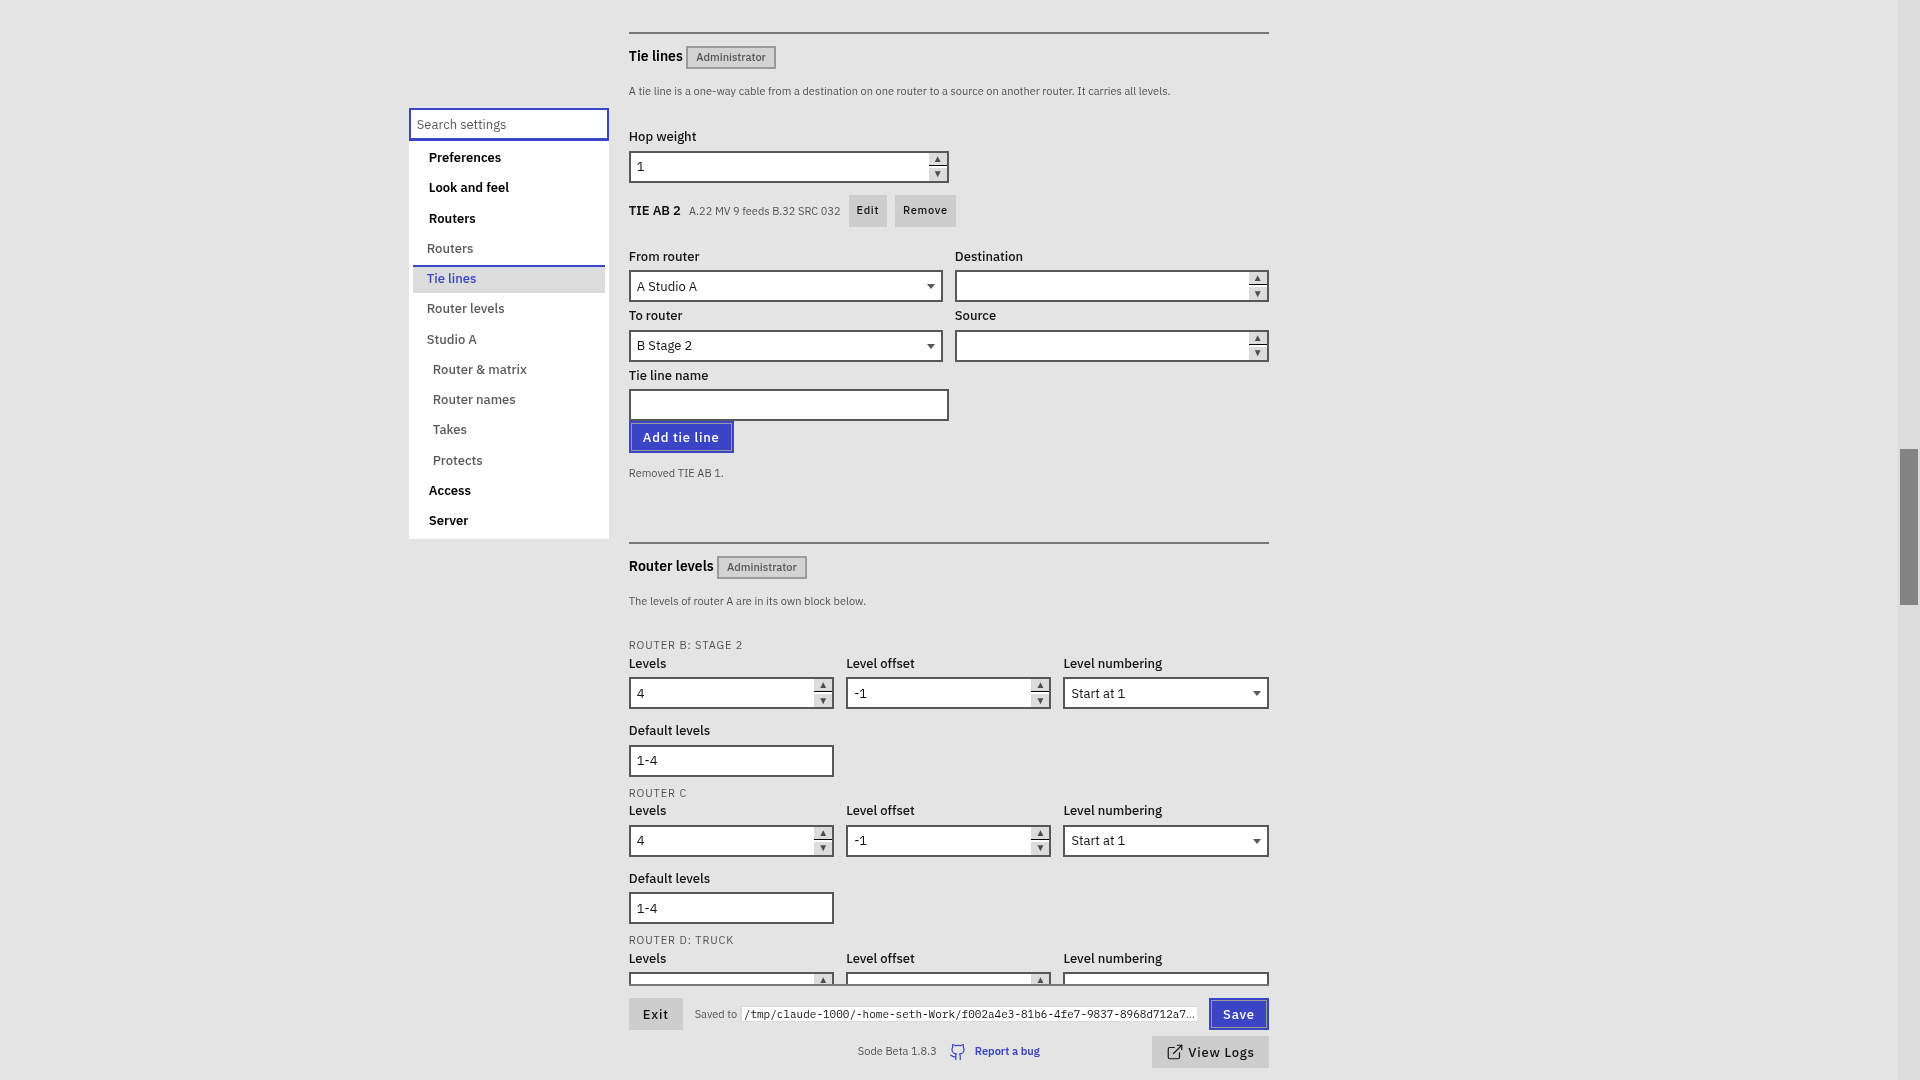 Tie lines Administrator
A tie line is a one-way cable from a destination on one router to a source on another router. It carries all levels.
Search settings
Preferences
Look and feel
Routers
Routers
Tie lines
Router levels
Studio A
Router & matrix
Router names
Takes
Protects
Access
Server
Hop weight
1
TIE AB 2 A.22 MV 9 feeds B.32 SRC 032 Edit Remove
From router Destination
A Studio A
To router Source
B Stage 2
Tie line name
Add tie line
Removed TIE AB 1.
Router levels Administrator
The levels of router A are in its own block below.
ROUTER B: STAGE 2
Levels Level offset Level numbering
4 -1 Start at 1
Default levels
1-4
ROUTER C
Levels Level offset Level numbering
4 -1 Start at 1
Default levels
1-4
ROUTER D: TRUCK
Levels Level offset Level numbering
Exit Saved to /tmp/claude-1000/-home-seth-Work/f002a4e3-81b6-4fe7-9837-8968d712a7... Save
Sode Beta 1.8.3 Report a bug View Logs